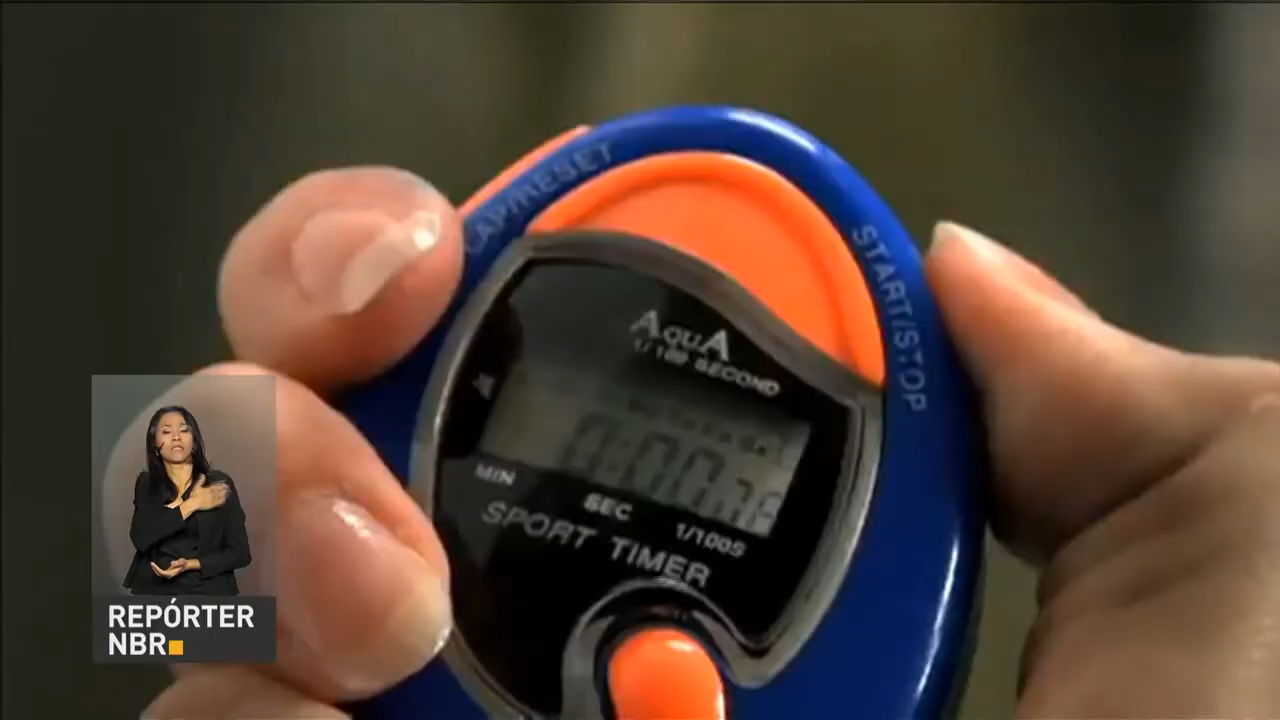 LAP/RESET
START/STOP
AQUA
1/100 SECOND
MIN
SEC
1/100S
SPORT TIMER
REPÓRTER
NBR